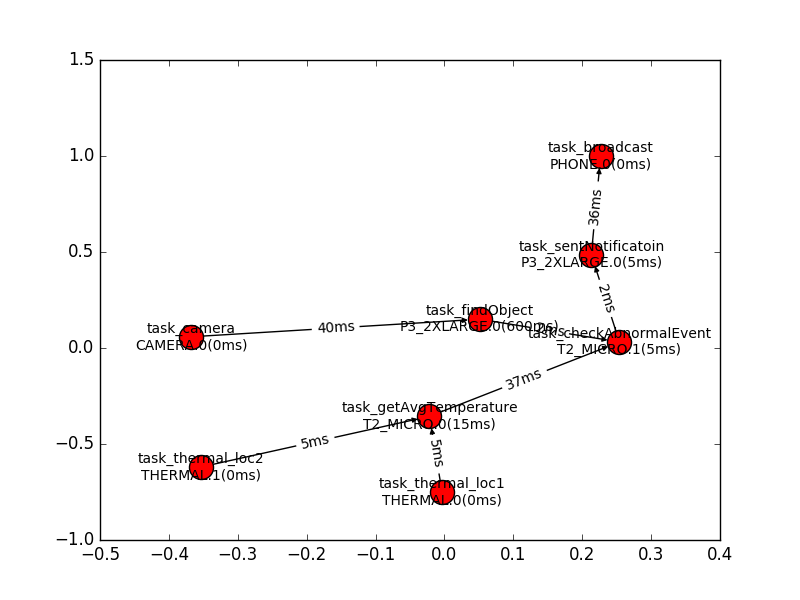 1.5
1.0
0.5
0.0
−0.5
−1.0
task_broadcast
PHONE.0(0ms)
36ms
task_sentNotificatoin
P3_2XLARGE.0(5ms)
2ms
task_findObject
P3_2XLARGE.0(600ms)
2ms
task_checkAbnormalEvent
T2_MICRO.1(5ms)
task_camera
CAMERA.0(0ms)
40ms
37ms
task_getAvgTemperature
T2_MICRO.0(15ms)
5ms
5ms
task_thermal_loc2
THERMAL.1(0ms)
task_thermal_loc1
THERMAL.0(0ms)
−0.5 −0.4 −0.3 −0.2 −0.1 0.0 0.1 0.2 0.3 0.4